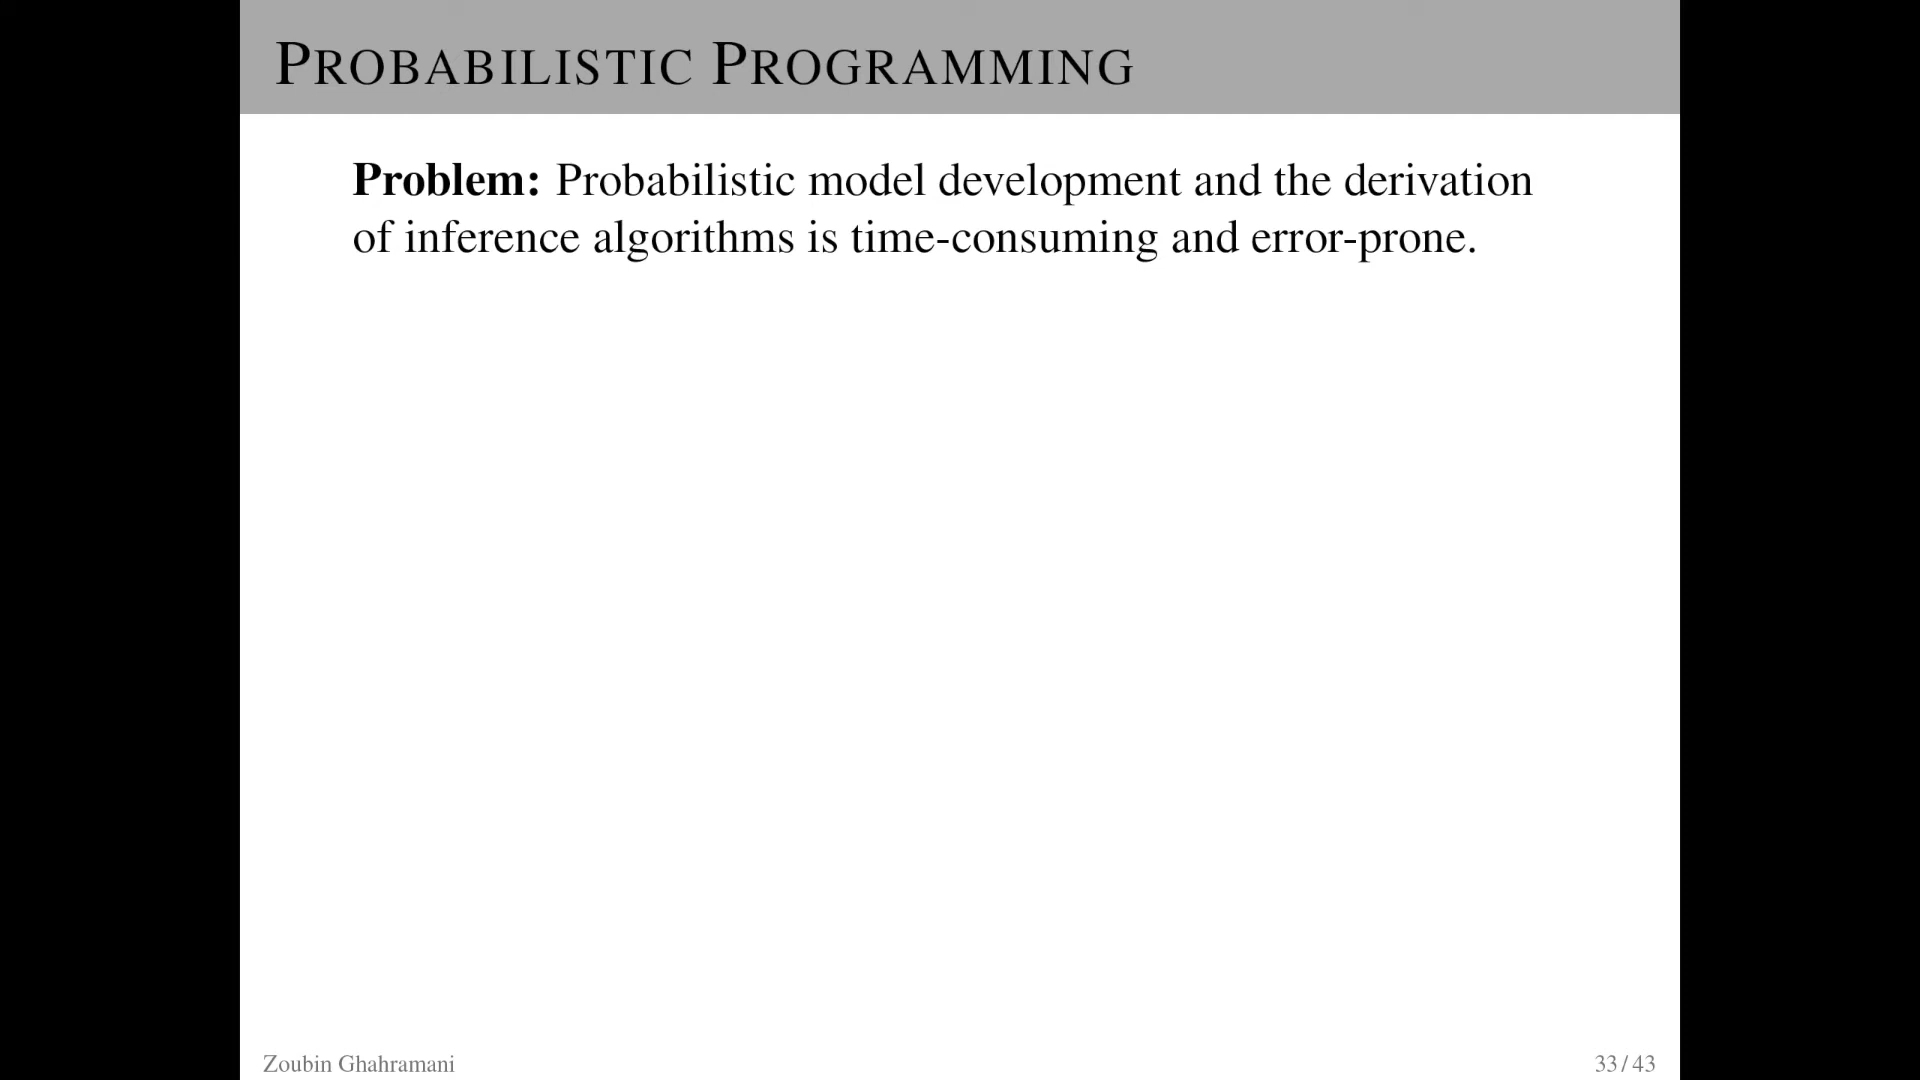 PROBABILISTIC PROGRAMMING
Problem: Probabilistic model development and the derivation
of inference algorithms is time-consuming and error-prone.
Zoubin Ghahramani
33 / 43